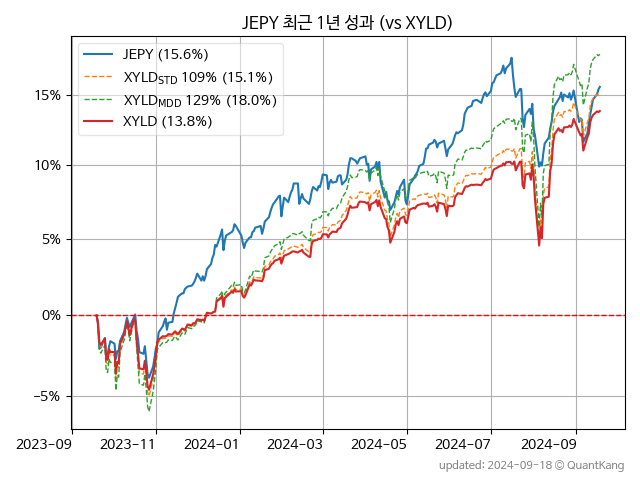 JEPY 최근 1년 성과 (vs XYLD)
JEPY (15.6%)
XYLD_STD 109% (15.1%)
XYLD_MDD 129% (18.0%)
XYLD (13.8%)
15%
10%
5%
0%
−5%
2023-09 2023-11 2024-01 2024-03 2024-05 2024-07 2024-09
updated: 2024-09-18 © QuantKang